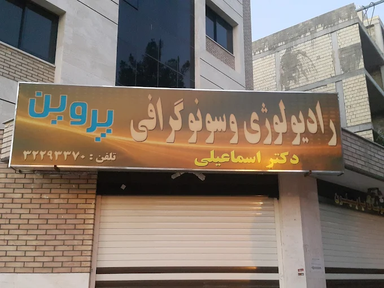 رادیولوژی و سونوگرافی پروین
دکتر اسماعیلی
تلفن : ۳۲۲۹۳۳۷۰